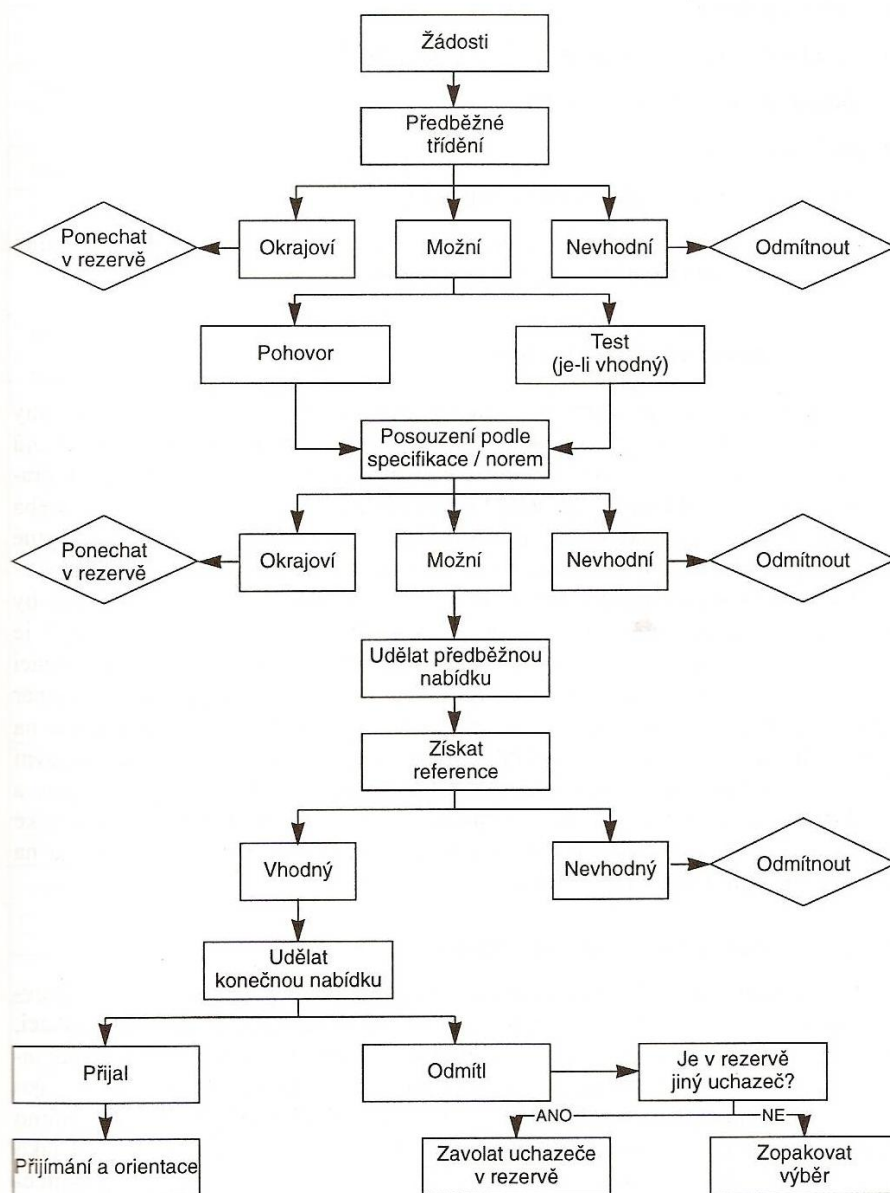 Žádosti
Předběžné
třídění
Ponechat
v rezervě
Okrajoví
Možní
Nevhodní
Odmítnout
Pohovor
Test
(je-li vhodný)
Posouzení podle
specifikace / norem
Ponechat
v rezervě
Okrajoví
Možní
Nevhodní
Odmítnout
Udělat předběžnou
nabídku
Získat
reference
Vhodný
Nevhodný
Odmítnout
Udělat
konečnou nabídku
Přijal
Odmítl
Je v rezervě
jiný uchazeč?
ANO
NE
Přijímání a orientace
Zavolat uchazeče
v rezervě
Zopakovat
výběr